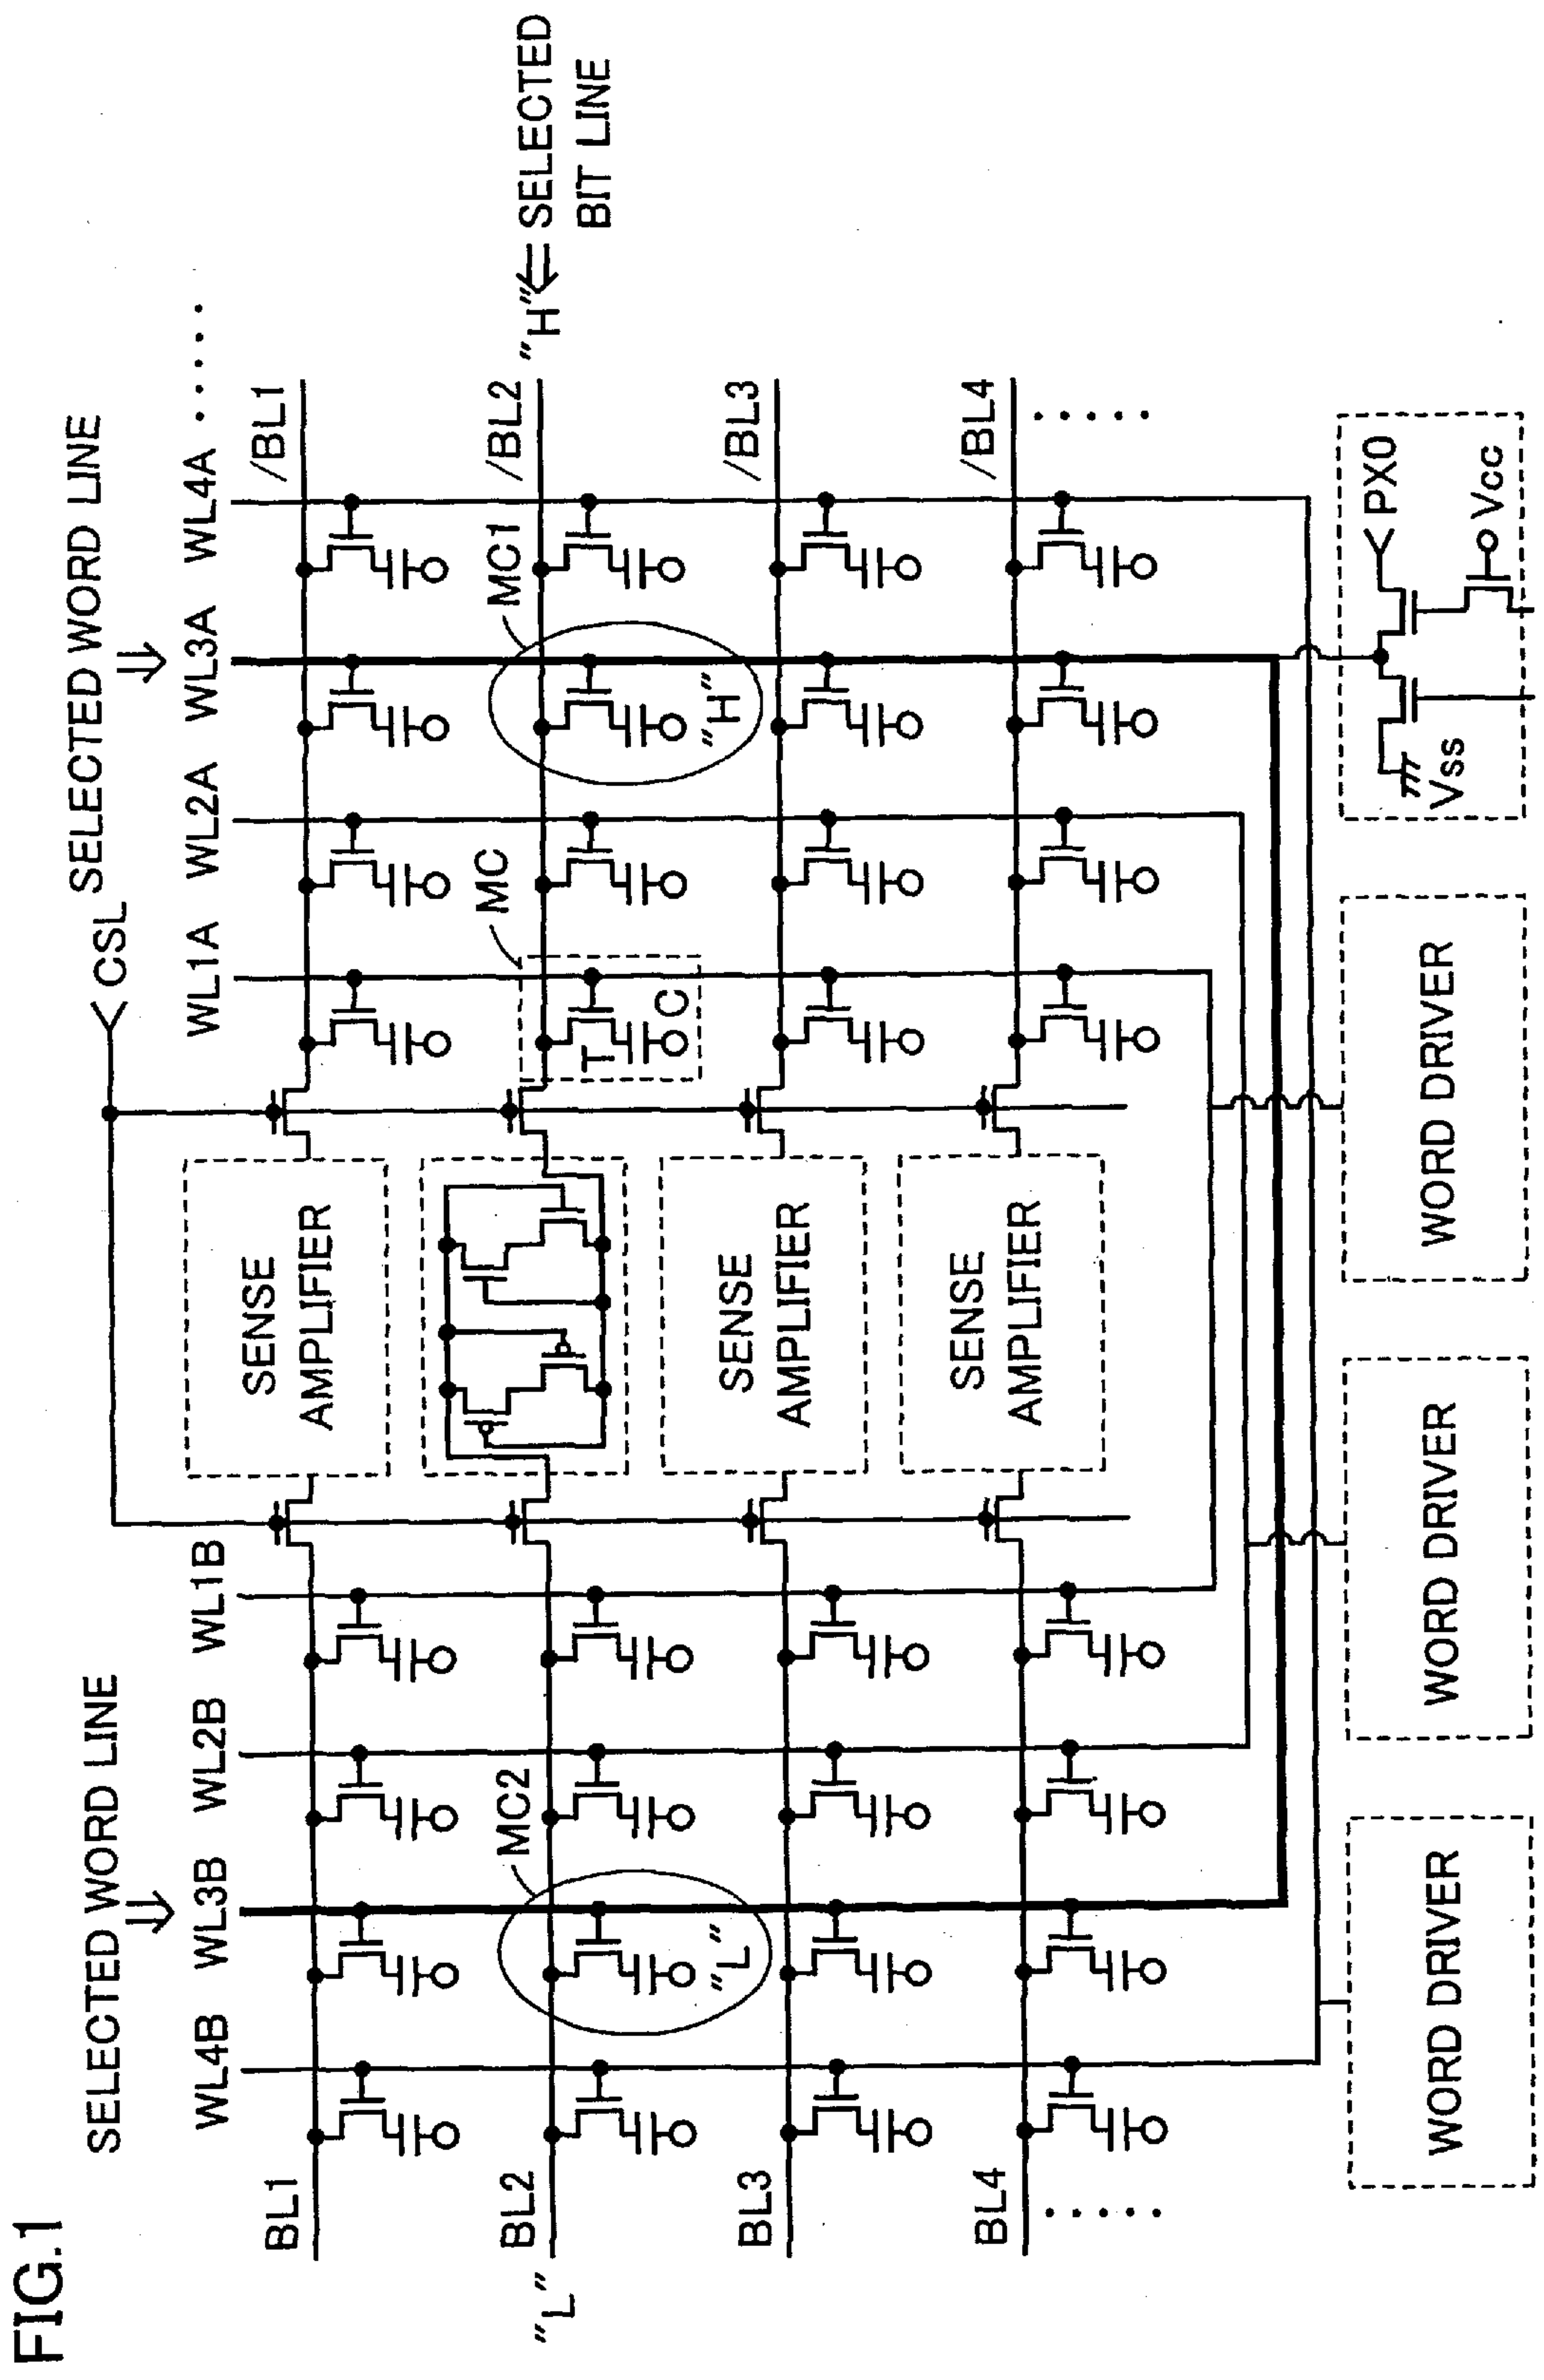 FIG.1
SELECTED WORD LINE
CSL
SELECTED WORD LINE
WL4B
WL3B
WL2B
WL1B
WL1A
WL2A
WL3A
WL4A
BL1
SENSE
AMPLIFIER
/BL1
"L"
BL2
MC2
"L"
MC
T
C
MC1
"H"
/BL2
"H"
SELECTED
BIT LINE
BL3
SENSE
AMPLIFIER
/BL3
BL4
SENSE
AMPLIFIER
/BL4
WORD DRIVER
WORD DRIVER
WORD DRIVER
Vss
PX0
Vcc